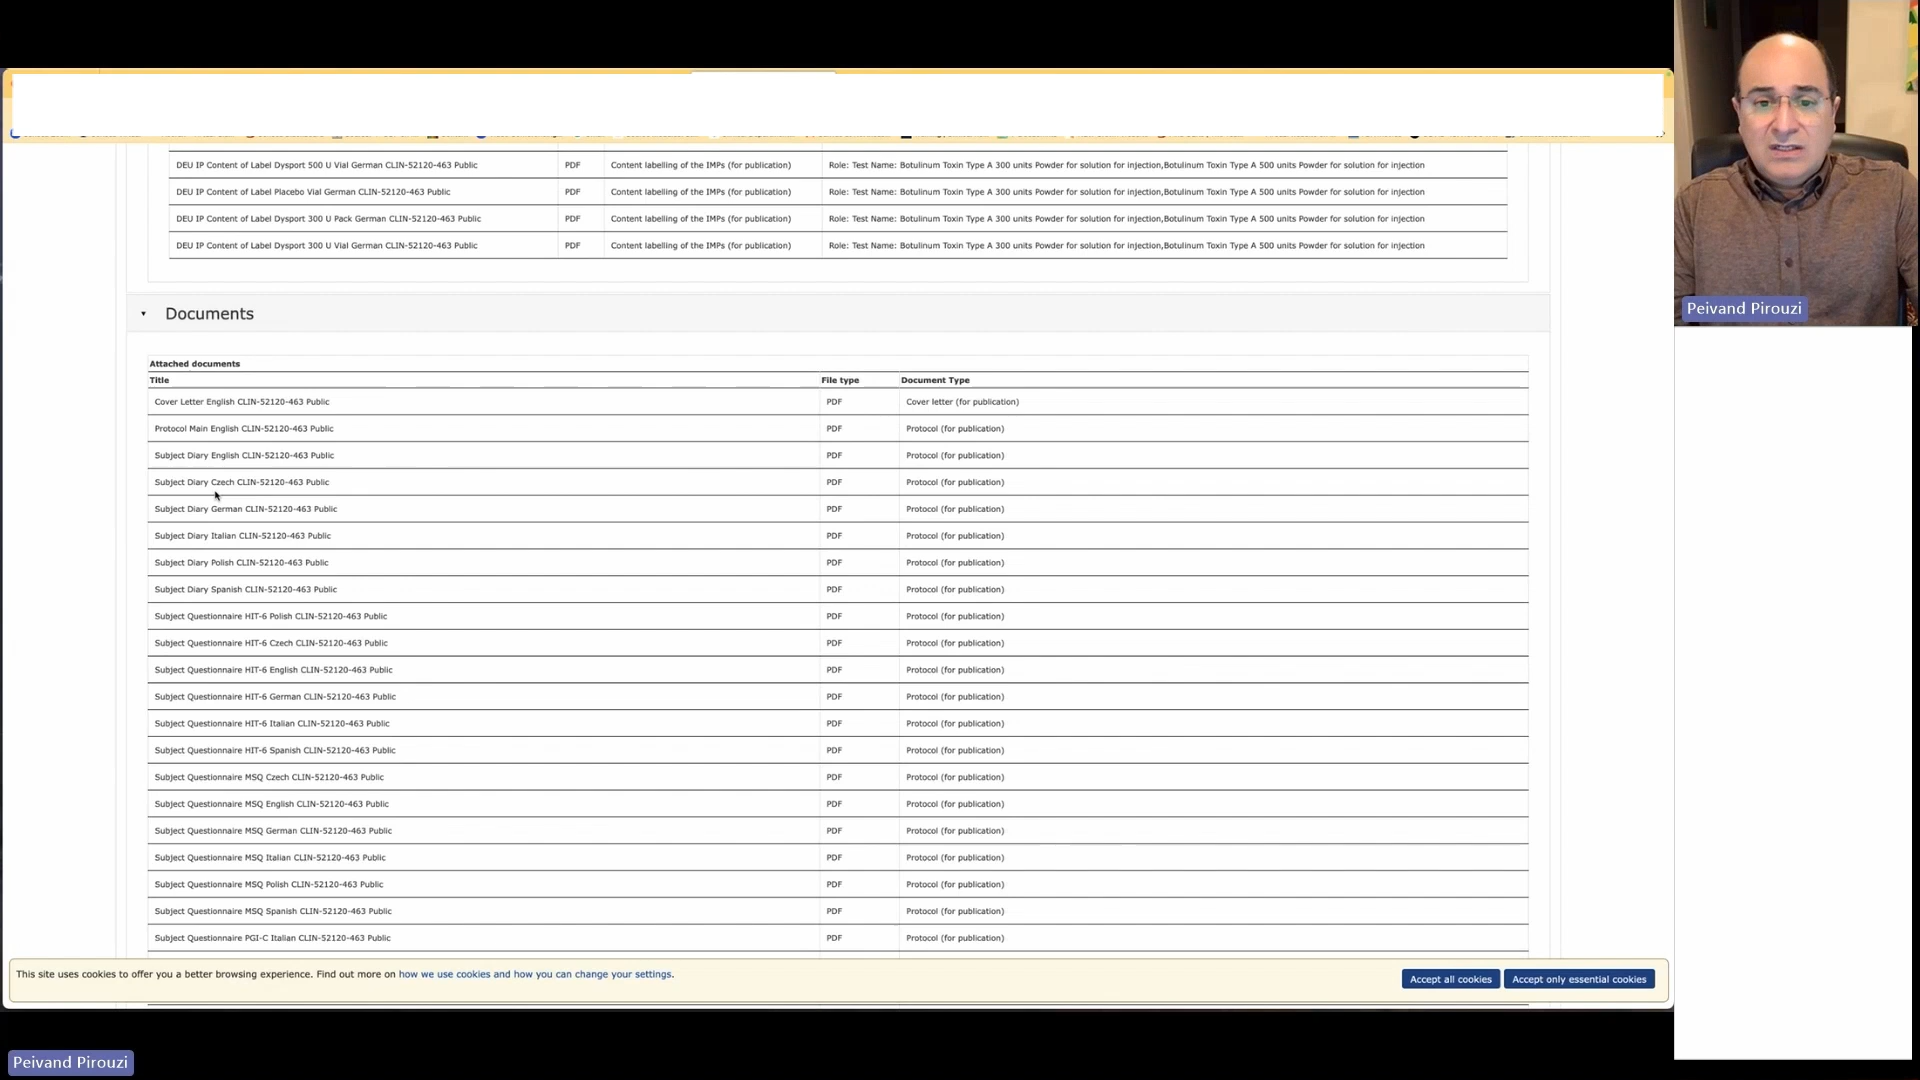 DEU IP Content of Label Dysport 500 U Vial German CLIN-52120-463 Public PDF Content labelling of the IMPs (for publication) Role: Test Name: Botulinum Toxin Type A 300 units Powder for solution for injection,Botulinum Toxin Type A 500 units Powder for solution for injection
DEU IP Content of Label Placebo Vial German CLIN-52120-463 Public PDF Content labelling of the IMPs (for publication) Role: Test Name: Botulinum Toxin Type A 300 units Powder for solution for injection,Botulinum Toxin Type A 500 units Powder for solution for injection
DEU IP Content of Label Dysport 300 U Pack German CLIN-52120-463 Public PDF Content labelling of the IMPs (for publication) Role: Test Name: Botulinum Toxin Type A 300 units Powder for solution for injection,Botulinum Toxin Type A 500 units Powder for solution for injection
DEU IP Content of Label Dysport 300 U Vial German CLIN-52120-463 Public PDF Content labelling of the IMPs (for publication) Role: Test Name: Botulinum Toxin Type A 300 units Powder for solution for injection,Botulinum Toxin Type A 500 units Powder for solution for injection
Documents
Attached documents
Title File type Document Type
Cover Letter English CLIN-52120-463 Public PDF Cover letter (for publication)
Protocol Main English CLIN-52120-463 Public PDF Protocol (for publication)
Subject Diary English CLIN-52120-463 Public PDF Protocol (for publication)
Subject Diary Czech CLIN-52120-463 Public PDF Protocol (for publication)
Subject Diary German CLIN-52120-463 Public PDF Protocol (for publication)
Subject Diary Italian CLIN-52120-463 Public PDF Protocol (for publication)
Subject Diary Polish CLIN-52120-463 Public PDF Protocol (for publication)
Subject Diary Spanish CLIN-52120-463 Public PDF Protocol (for publication)
Subject Questionnaire HIT-6 Polish CLIN-52120-463 Public PDF Protocol (for publication)
Subject Questionnaire HIT-6 Czech CLIN-52120-463 Public PDF Protocol (for publication)
Subject Questionnaire HIT-6 English CLIN-52120-463 Public PDF Protocol (for publication)
Subject Questionnaire HIT-6 German CLIN-52120-463 Public PDF Protocol (for publication)
Subject Questionnaire HIT-6 Italian CLIN-52120-463 Public PDF Protocol (for publication)
Subject Questionnaire HIT-6 Spanish CLIN-52120-463 Public PDF Protocol (for publication)
Subject Questionnaire MSQ Czech CLIN-52120-463 Public PDF Protocol (for publication)
Subject Questionnaire MSQ English CLIN-52120-463 Public PDF Protocol (for publication)
Subject Questionnaire MSQ German CLIN-52120-463 Public PDF Protocol (for publication)
Subject Questionnaire MSQ Italian CLIN-52120-463 Public PDF Protocol (for publication)
Subject Questionnaire MSQ Polish CLIN-52120-463 Public PDF Protocol (for publication)
Subject Questionnaire MSQ Spanish CLIN-52120-463 Public PDF Protocol (for publication)
Subject Questionnaire PGI-C Italian CLIN-52120-463 Public PDF Protocol (for publication)
This site uses cookies to offer you a better browsing experience. Find out more on how we use cookies and how you can change your settings.
Accept all cookies
Accept only essential cookies
Peivand Pirouzi
Peivand Pirouzi